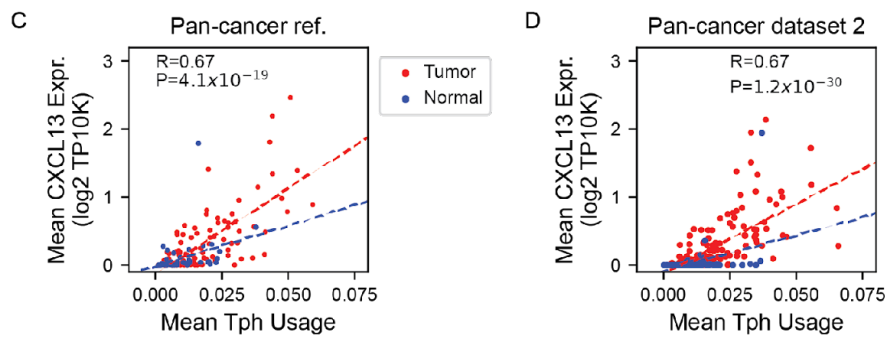 C
Pan-cancer ref.
R=0.67
P=4.1x10⁻¹⁹
Mean CXCL13 Expr.
(log2 TP10K)
3
2
1
0
0.000 0.025 0.050 0.075
Mean Tph Usage
Tumor
Normal
D
Pan-cancer dataset 2
R=0.67
P=1.2x10⁻³⁰
Mean CXCL13 Expr.
(log2 TP10K)
3
2
1
0
0.000 0.025 0.050 0.075
Mean Tph Usage